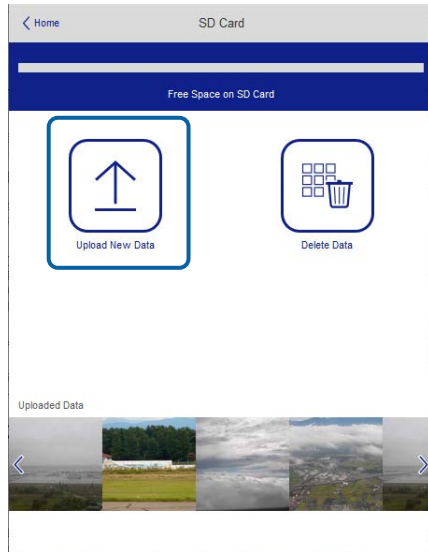 Home
SD Card
Free Space on SD Card
Upload New Data
Delete Data
Uploaded Data